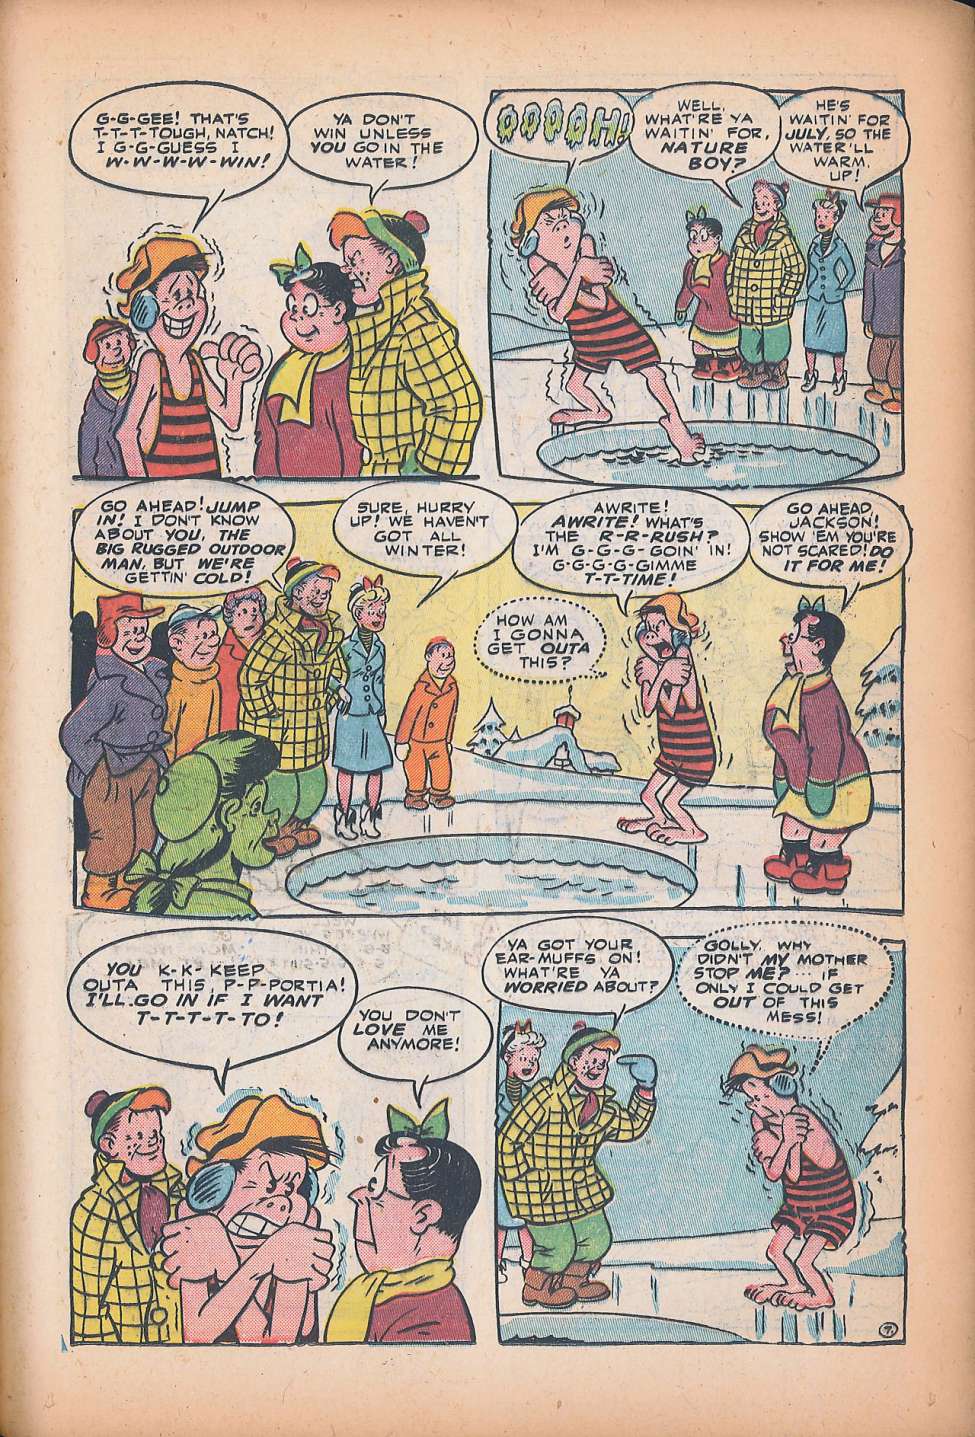 G-G-GEE! THAT'S
T-T-T-TOUGH, NATCH!
I G-G-GUESS I
W-W-W-W-WIN!
YA DON'T
WIN UNLESS
YOU GO IN THE
WATER!
OOOOH!
WELL,
WHAT'RE YA
WAITIN' FOR,
NATURE
BOY?
HE'S
WAITIN' FOR
JULY, SO THE
WATER'LL
WARM
UP!
GO AHEAD! JUMP
IN! I DON'T KNOW
ABOUT YOU, THE
BIG RUGGED OUTDOOR
MAN, BUT WE'RE
GETTIN' COLD!
SURE, HURRY
UP! WE HAVEN'T
GOT ALL
WINTER!
AWRITE!
AWRITE! WHAT'S
THE R-R-RUSH?
I'M G-G-G-GOIN' IN!
G-G-G-G-GIMME
T-T-TIME!
HOW AM
I GONNA
GET OUTA
THIS?
GO AHEAD,
JACKSON!
SHOW 'EM YOU'RE
NOT SCARED! DO
IT FOR ME!
YOU K-K-KEEP
OUTA THIS, P-P-PORTIA!
I'LL GO IN IF I WANT
T-T-T-T-TO!
YOU DON'T
LOVE ME
ANYMORE!
YA GOT YOUR
EAR-MUFFS ON!
WHAT'RE YA
WORRIED ABOUT?
GOLLY, WHY
DIDN'T MY MOTHER
STOP ME? ... IF
ONLY I COULD GET
OUT OF THIS
MESS!
7